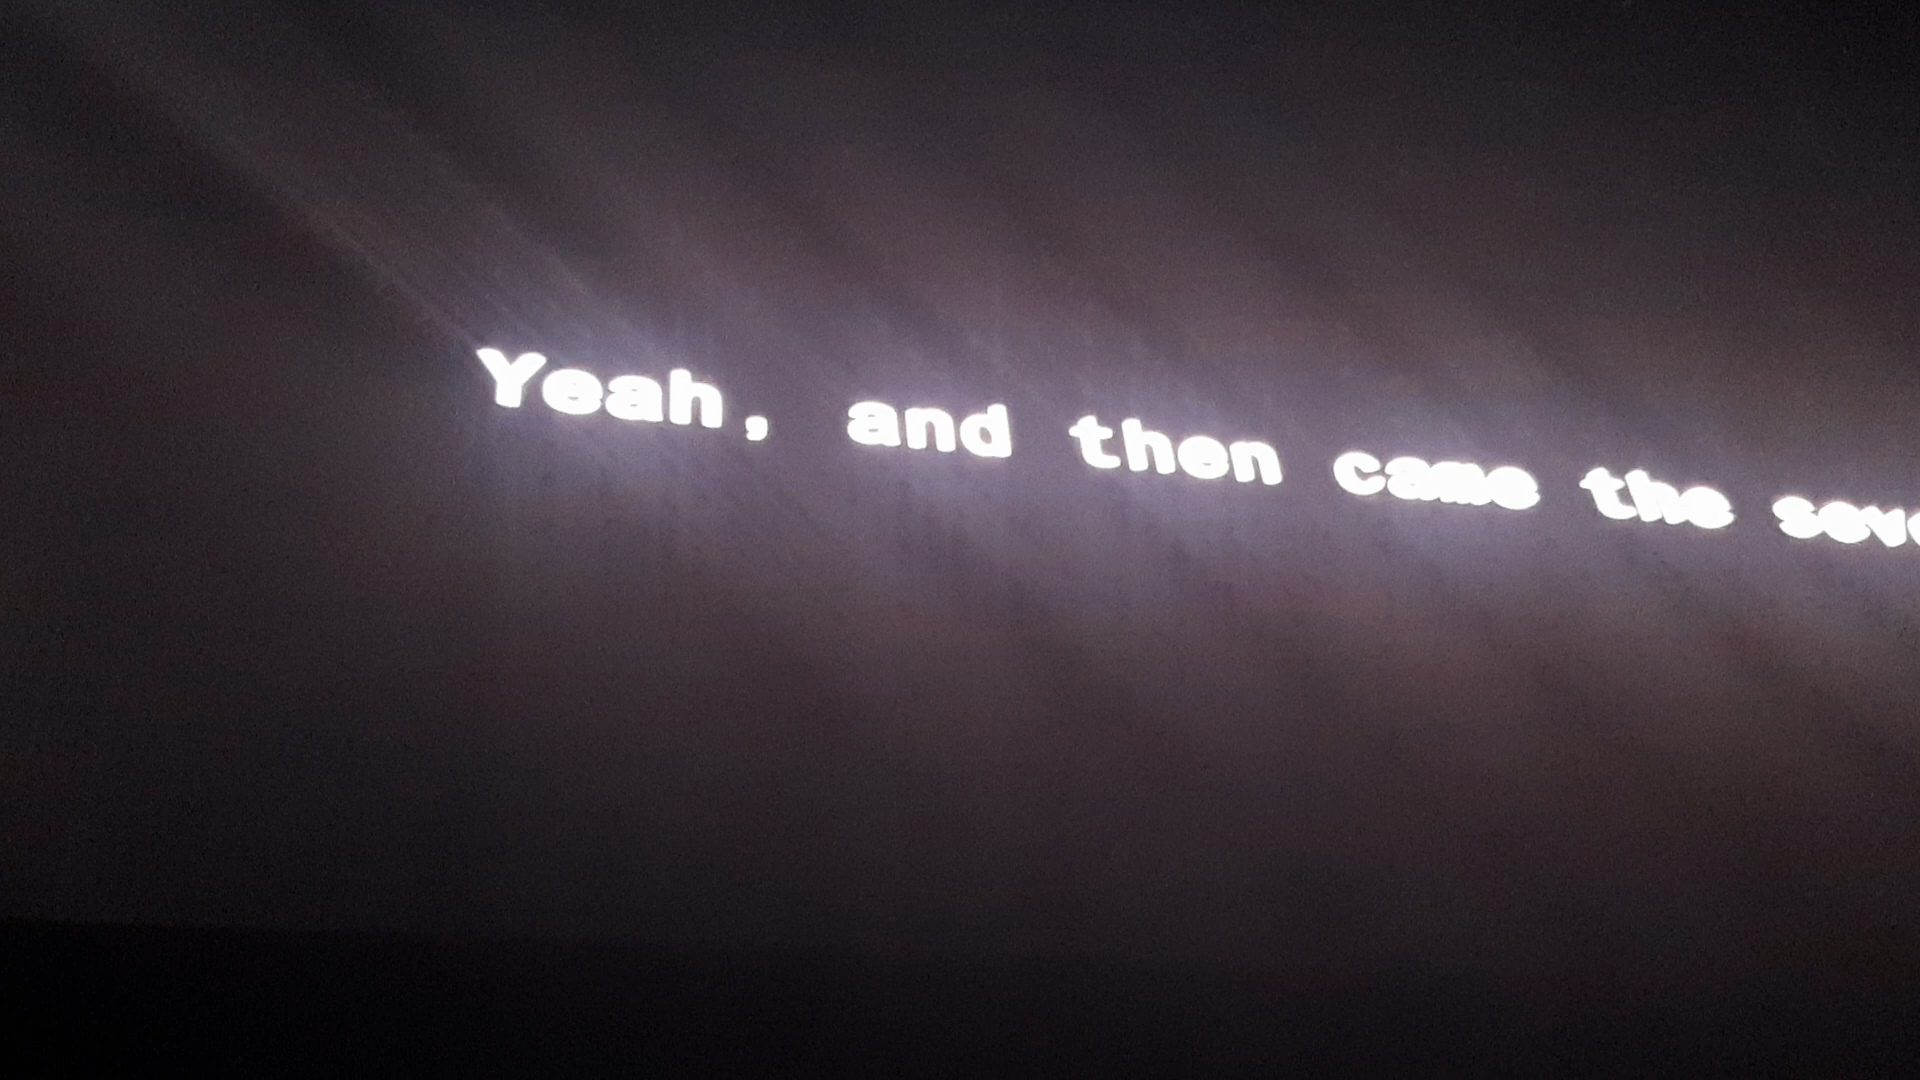 Yeah, and then came the